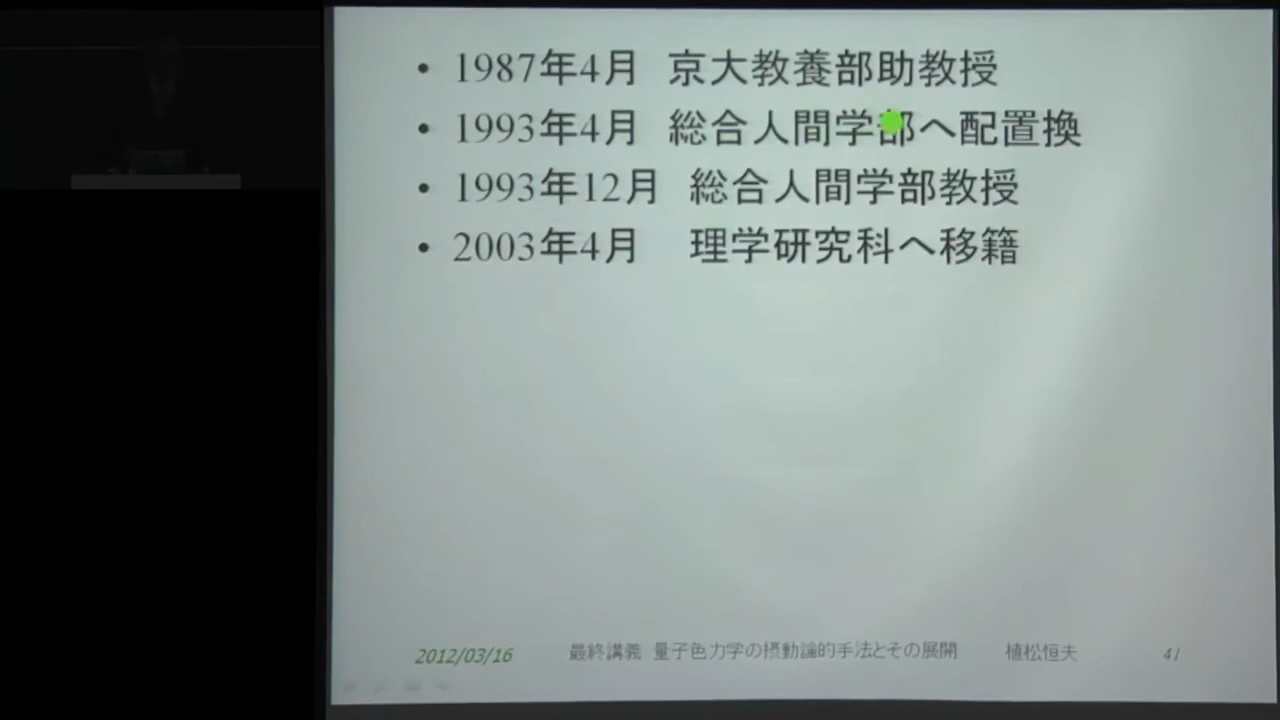 • 1987年4月 京大教養部助教授
• 1993年4月 総合人間学部へ配置換
• 1993年12月 総合人間学部教授
• 2003年4月 理学研究科へ移籍
2012/03/16 最終講義 量子色力学の摂動論的手法とその展開 植松恒夫 41